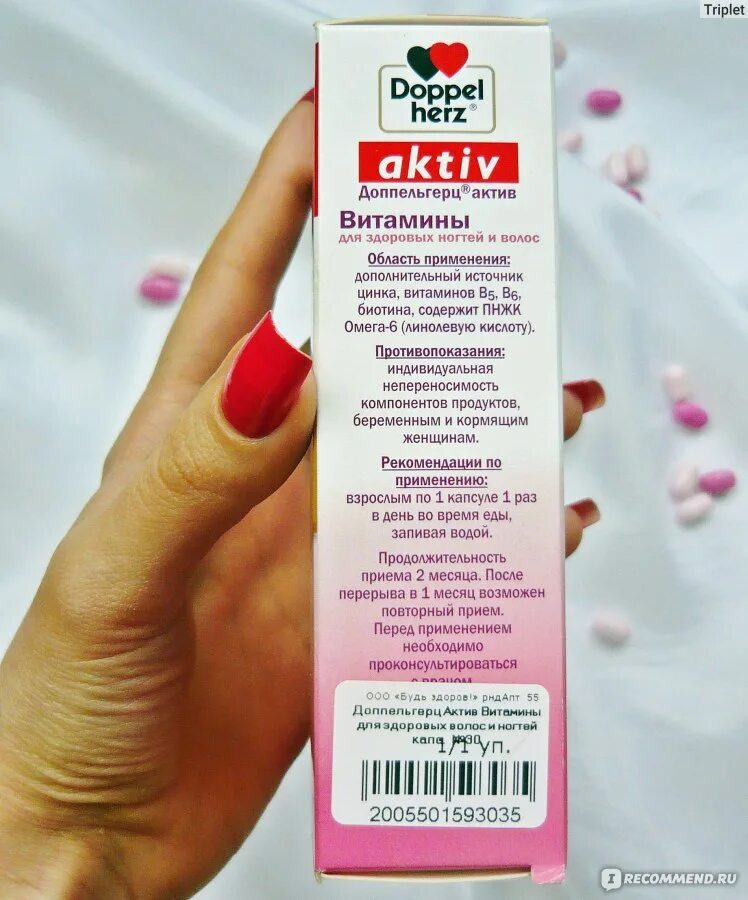 Triplet
Doppel
herz®
aktiv
Доппельгерц® актив
Витамины
для здоровых ногтей и волос
Область применения:
дополнительный источник
цинка, витаминов B5, B6,
биотина, содержит ПНЖК
Омега-6 (линолевую кислоту).
Противопоказания:
индивидуальная
непереносимость
компонентов продуктов,
беременным и кормящим
женщинам.
Рекомендации по
применению:
взрослым по 1 капсуле 1 раз
в день во время еды,
запивая водой.
Продолжительность
приема 2 месяца. После
перерыва в 1 месяц возможен
повторный прием.
Перед применением
необходимо
проконсультироваться
с врачом
ООО «Будь здоров!» рндАпт 55
Доппельгерц Актив Витамины
для здоровых волос и ногтей
капс. №30
1/1 уп.
2005501593035
IRECOMMEND.RU